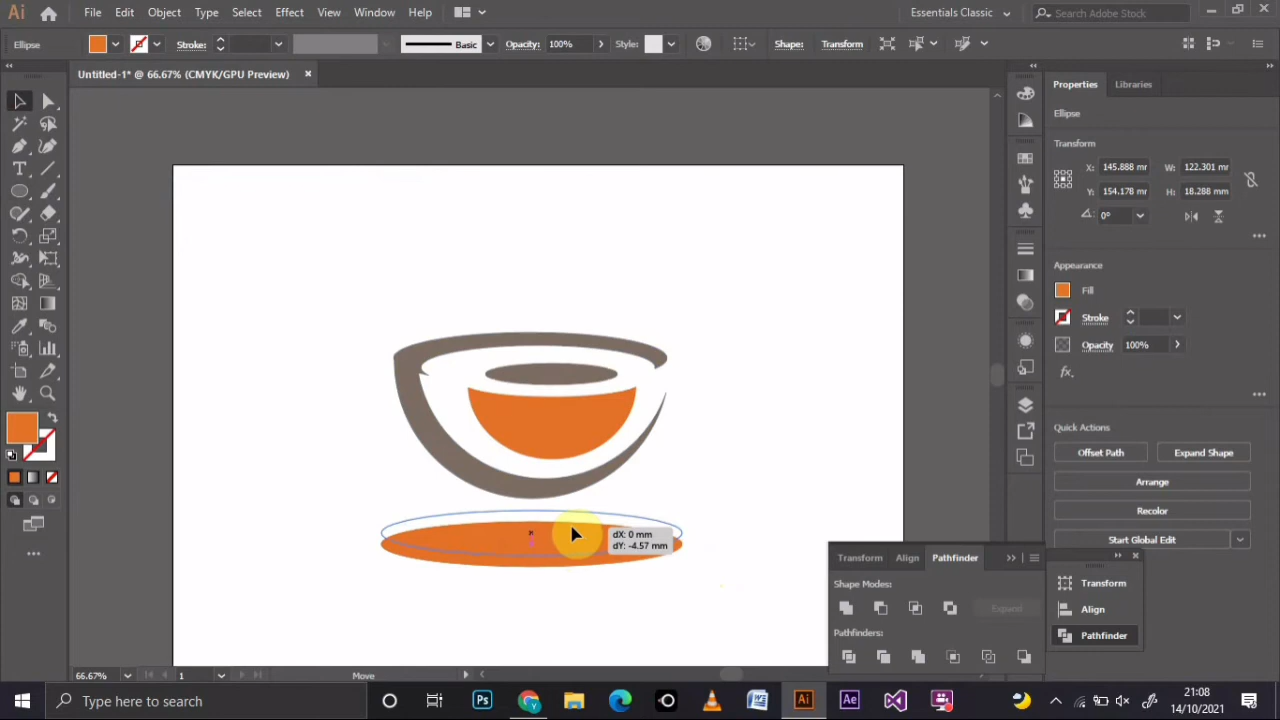 Ai File Edit Object Type Select Effect View Window Help Essentials Classic Search Adobe Stock
Ellipse Stroke: Basic Opacity: 100% Style: Shape: Transform
Untitled-1* @ 66.67% (CMYK/GPU Preview) ×
Properties Libraries
Ellipse
Transform
X: 145.888 mr W: 122.301 mr
Y: 154.178 mr H: 18.288 mm
0°
Appearance
Fill
Stroke
Opacity 100%
fx
Quick Actions
Offset Path Expand Shape
Arrange
Recolor
Start Global Edit
dX: 0 mm
dY: -4.57 mm
Transform Align Pathfinder
Shape Modes:
Expand
Pathfinders:
Transform
Align
Pathfinder
66.67% 1 Move
Type here to search
Ps Ai Ae
21:08
14/10/2021